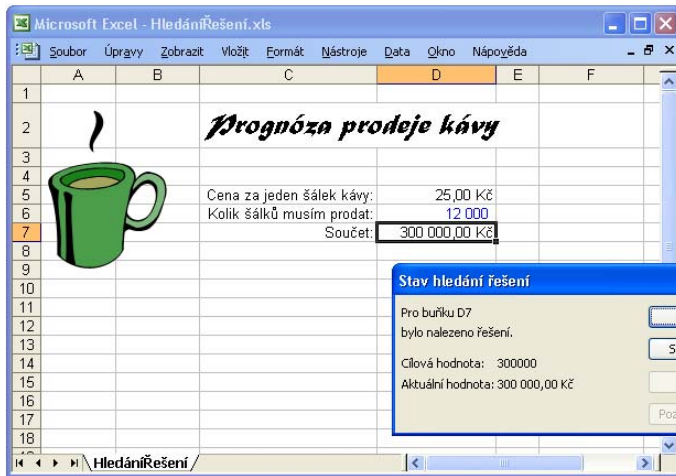 Microsoft Excel - HledáníŘešení.xls
Soubor Úpravy Zobrazit Vložit Formát Nástroje Data Okno Nápověda
A B C D E F
1
2 Prognóza prodeje kávy
3
4
5 Cena za jeden šálek kávy: 25,00 Kč
6 Kolik šálků musím prodat: 12 000
7 Součet: 300 000,00 Kč
8
9
10
11
12
13
14
15
16
17
18
Stav hledání řešení
Pro buňku D7
bylo nalezeno řešení.
Cílová hodnota: 300000
Aktuální hodnota: 300 000,00 Kč
HledáníŘešení